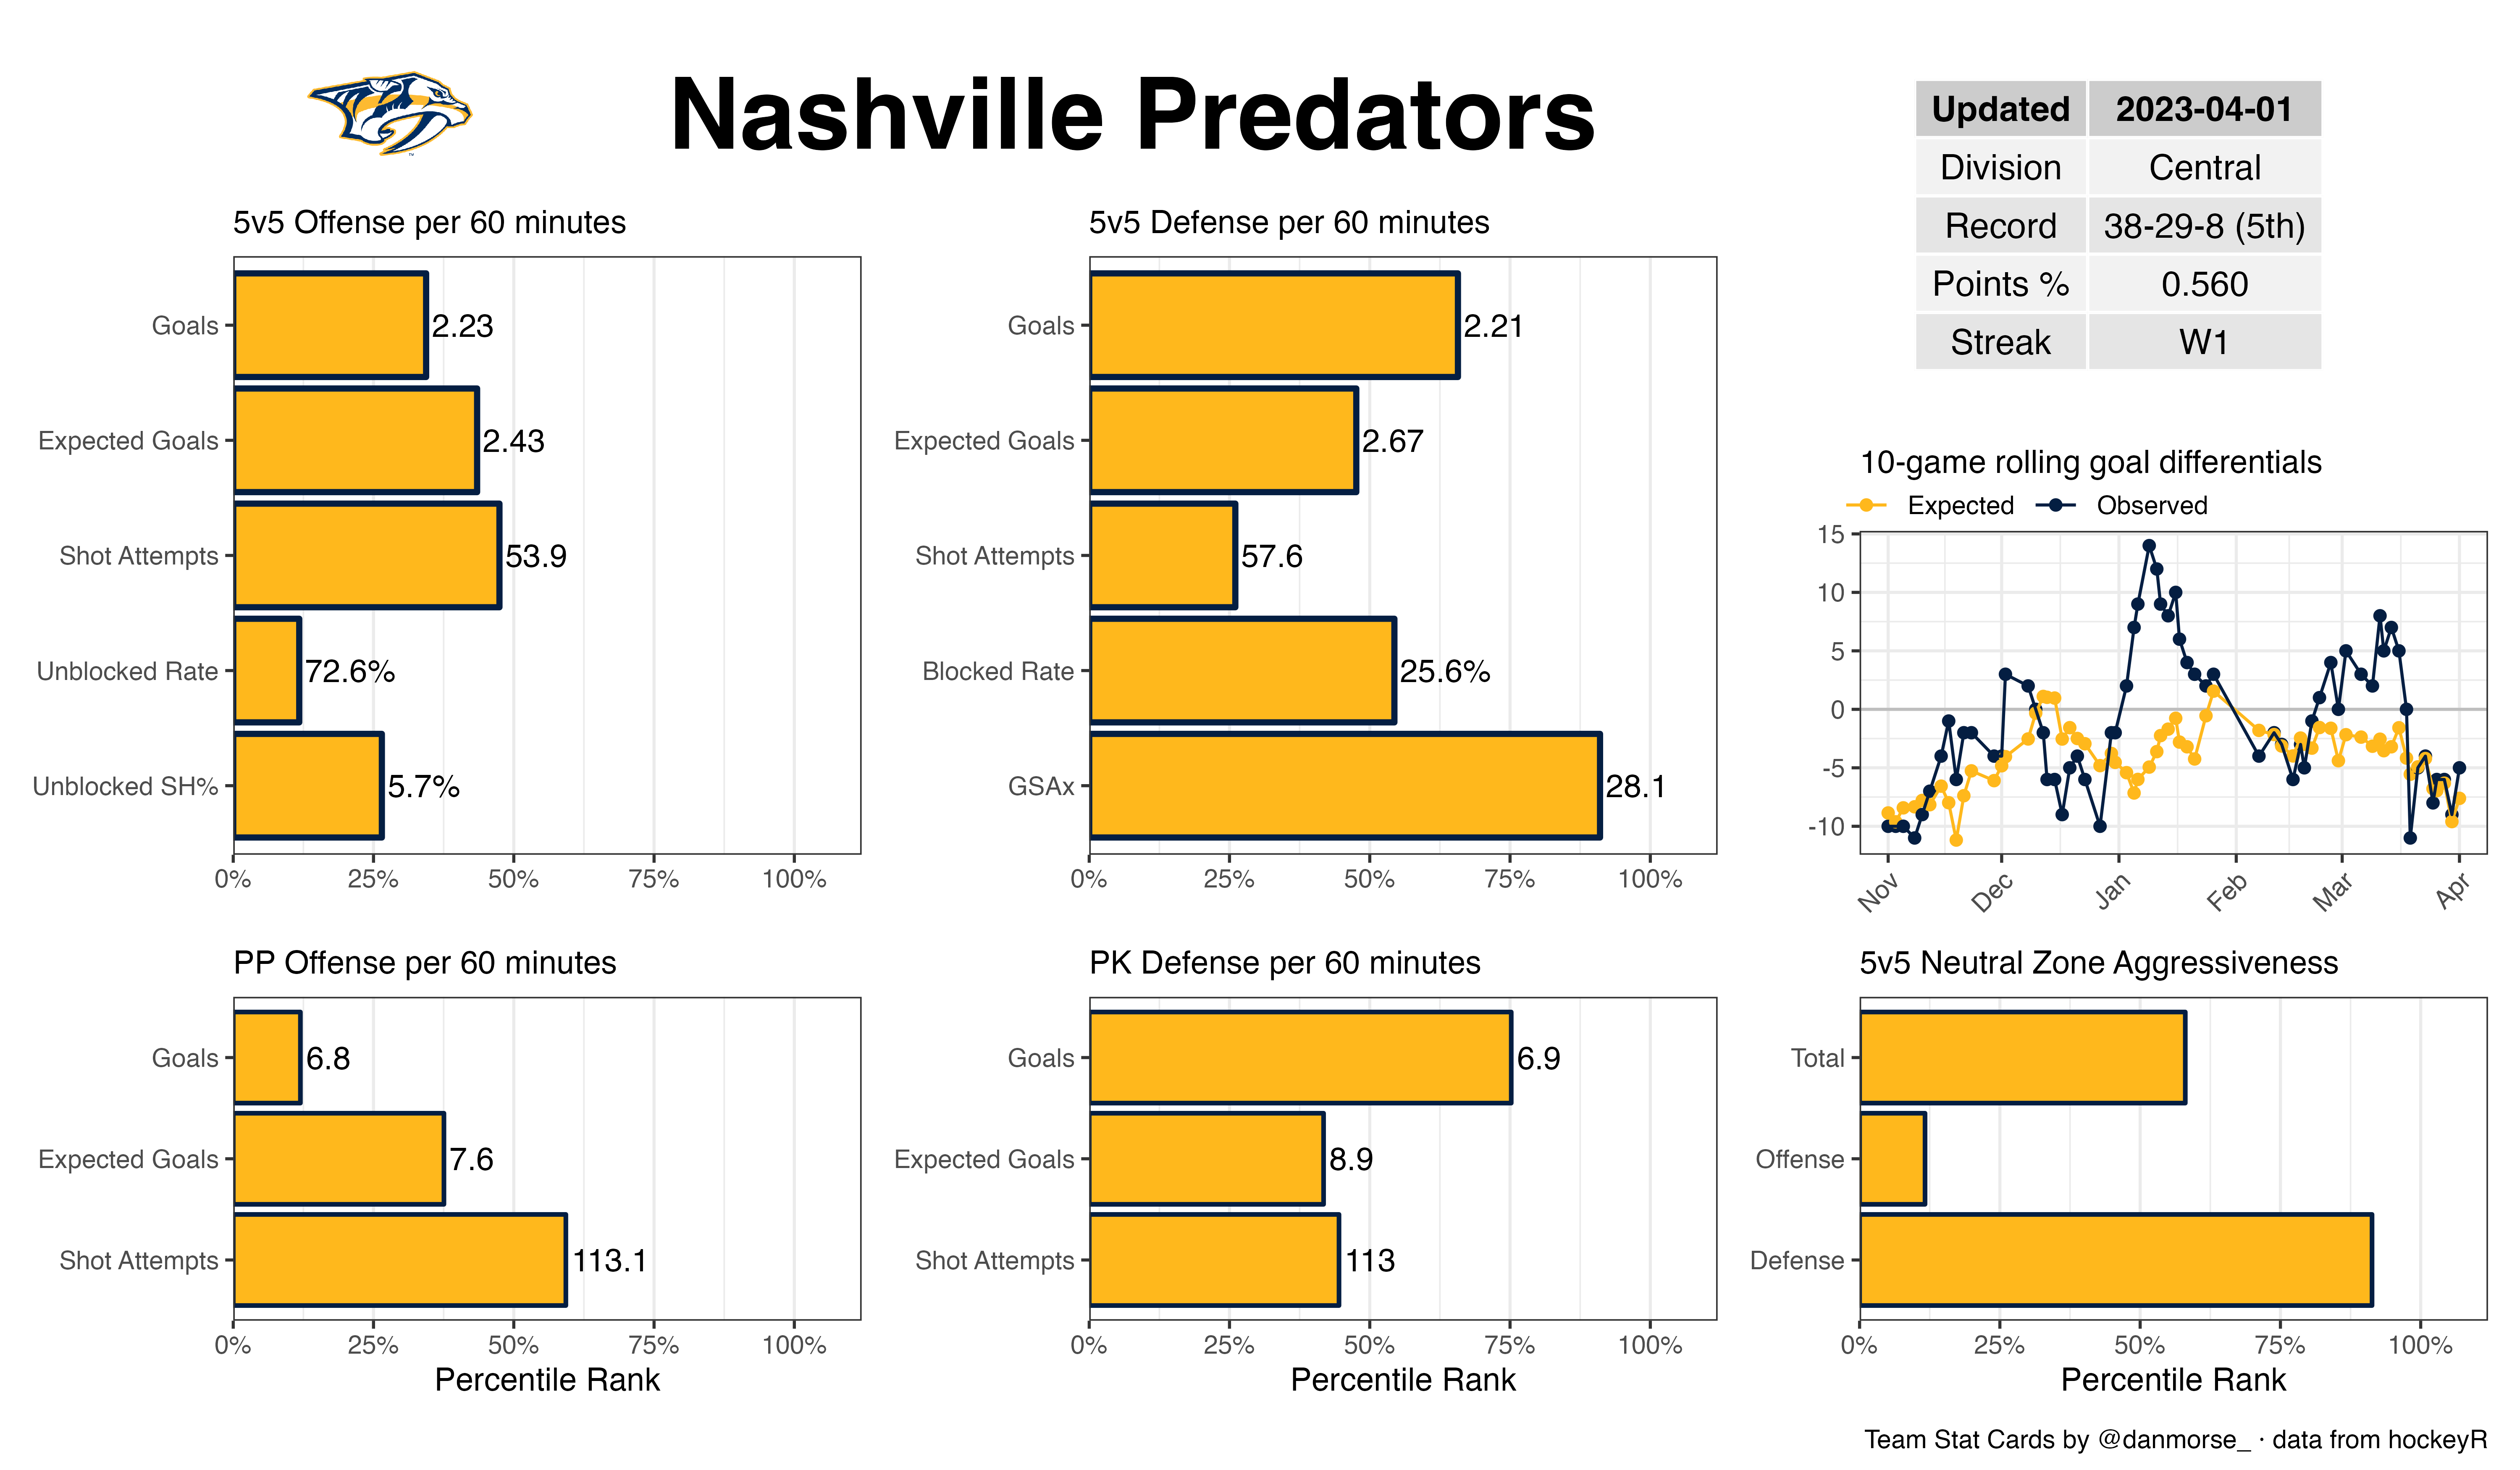 Nashville Predators
Updated 2023-04-01
Division Central
Record 38-29-8 (5th)
Points % 0.560
Streak W1
5v5 Offense per 60 minutes
Goals 2.23
Expected Goals 2.43
Shot Attempts 53.9
Unblocked Rate 72.6%
Unblocked SH% 5.7%
0% 25% 50% 75% 100%
5v5 Defense per 60 minutes
Goals 2.21
Expected Goals 2.67
Shot Attempts 57.6
Blocked Rate 25.6%
GSAx 28.1
0% 25% 50% 75% 100%
10-game rolling goal differentials
Expected Observed
15
10
5
0
-5
-10
Nov Dec Jan Feb Mar Apr
PP Offense per 60 minutes
Goals 6.8
Expected Goals 7.6
Shot Attempts 113.1
0% 25% 50% 75% 100%
Percentile Rank
PK Defense per 60 minutes
Goals 6.9
Expected Goals 8.9
Shot Attempts 113
0% 25% 50% 75% 100%
Percentile Rank
5v5 Neutral Zone Aggressiveness
Total
Offense
Defense
0% 25% 50% 75% 100%
Percentile Rank
Team Stat Cards by @danmorse_ · data from hockeyR